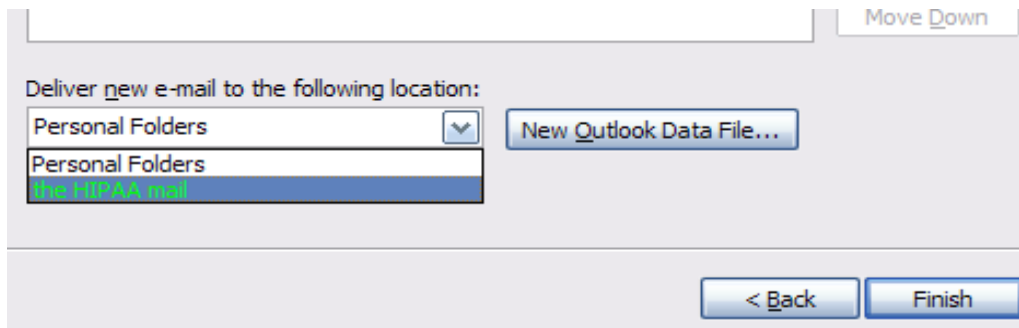 Move Down
Deliver new e-mail to the following location:
Personal Folders
New Outlook Data File...
Personal Folders
the HIPAA mail
< Back
Finish